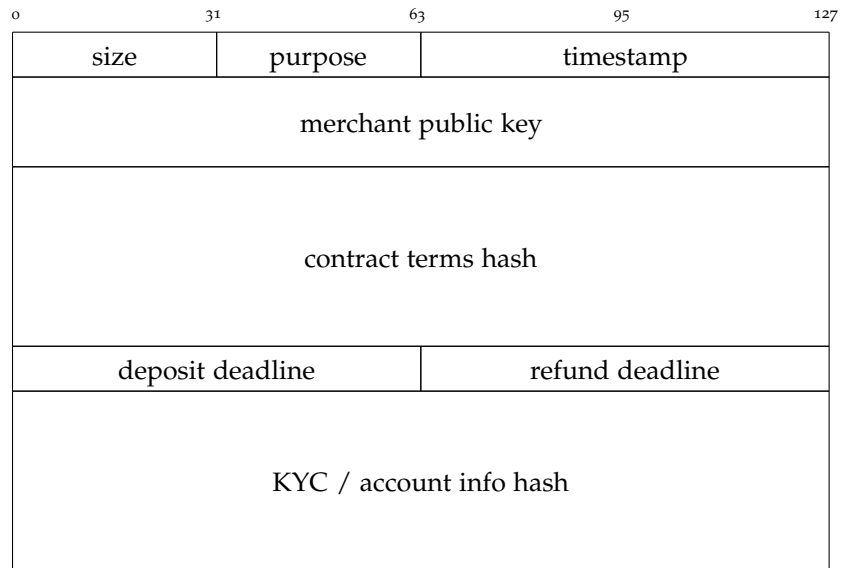 0 31 63 95 127
size purpose timestamp
merchant public key
contract terms hash
deposit deadline refund deadline
KYC / account info hash